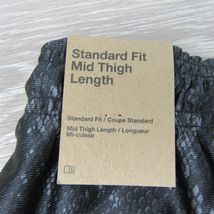 Standard Fit
Mid Thigh
Length
Standard Fit / Coupe Standard
Mid Thigh Length / Longueur
Mi-cuisse